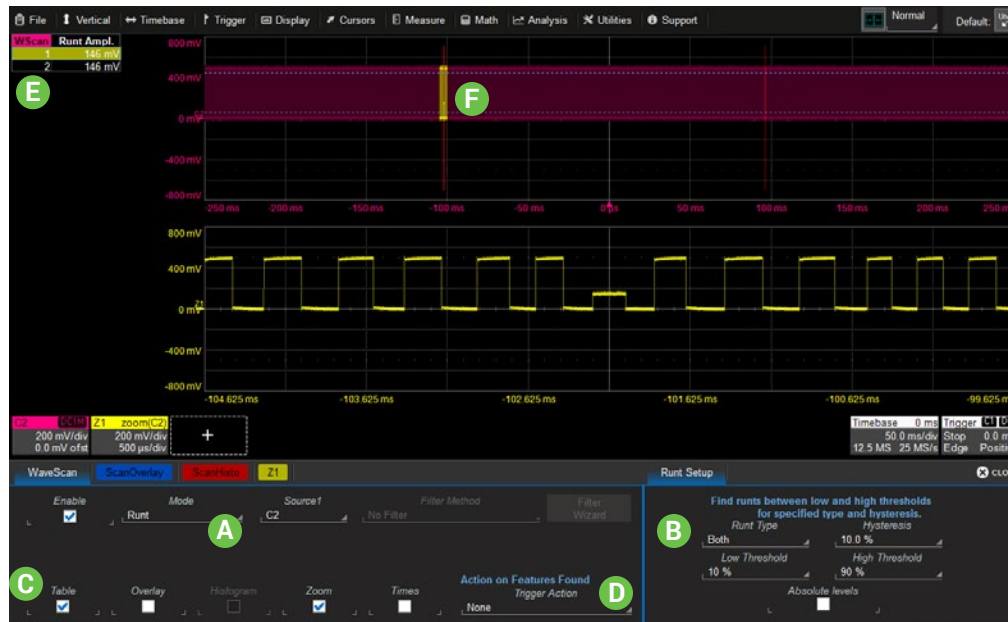 File Vertical Timebase Trigger Display Cursors Measure Math Analysis Utilities Support Normal Default:
WScan Runt Ampl.
1 146 mV
2 146 mV
E
F
800 mV
400 mV
0 mV
-400 mV
-800 mV
-250 ms -200 ms -150 ms -100 ms -50 ms 0 µs 50 ms 100 ms 150 ms 200 ms
800 mV
400 mV
0 mV
Z1
-400 mV
-800 mV
-104.625 ms -103.625 ms -102.625 ms -101.625 ms -100.625 ms
C2 DC1M
200 mV/div
0.0 mV ofst
Z1 zoom(C2)
200 mV/div
500 µs/div
+
Timebase 0 ms
50.0 ms/div
12.5 MS 25 MS/s
Trigger C1
Stop
Edge
WaveScan ScanOverlay ScanHisto Z1
Enable Mode Source1 Filter Method
Runt C2 No Filter
Filter Wizard
A
C
Table Overlay Histogram Zoom Times
Action on Features Found
Trigger Action
None
D
Runt Setup
B
Find runts between low and high thresholds
for specified type and hysteresis.
Runt Type Hysteresis
Both 10.0 %
Low Threshold High Threshold
10 % 90 %
Absolute levels